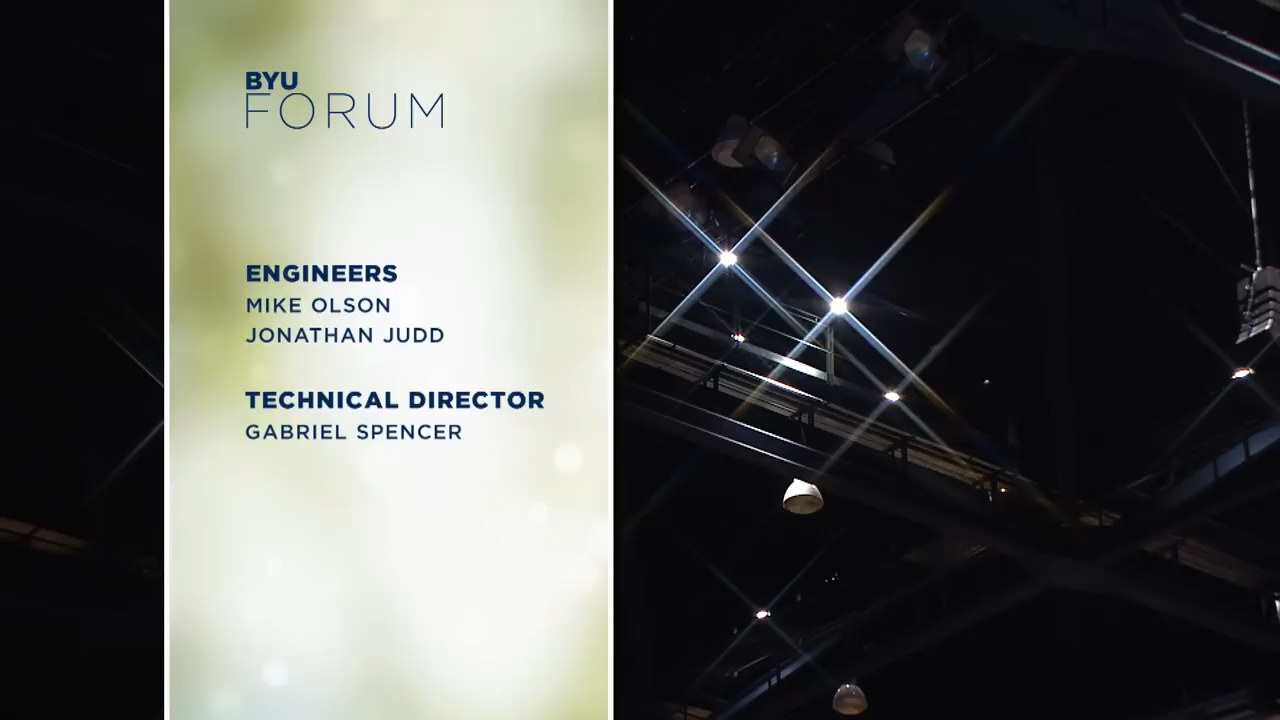 BYU
FORUM
ENGINEERS
MIKE OLSON
JONATHAN JUDD
TECHNICAL DIRECTOR
GABRIEL SPENCER